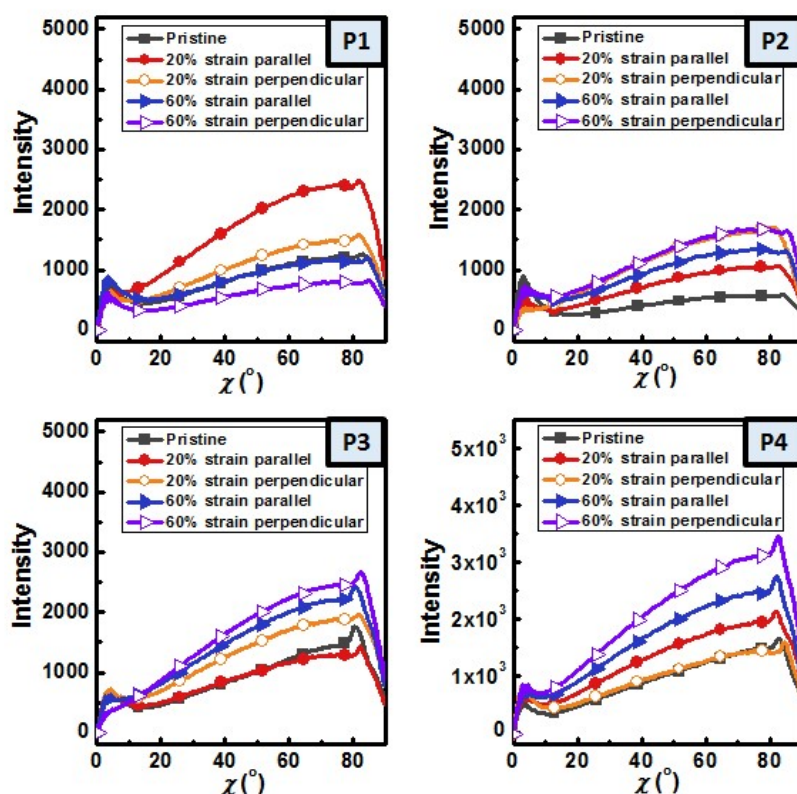 P1
Pristine
20% strain parallel
20% strain perpendicular
60% strain parallel
60% strain perpendicular
Intensity
5000
4000
3000
2000
1000
0
0 20 40 60 80
χ (°)
P2
Pristine
20% strain parallel
20% strain perpendicular
60% strain parallel
60% strain perpendicular
Intensity
5000
4000
3000
2000
1000
0
0 20 40 60 80
χ (°)
P3
Pristine
20% strain parallel
20% strain perpendicular
60% strain parallel
60% strain perpendicular
Intensity
5000
4000
3000
2000
1000
0
0 20 40 60 80
χ (°)
P4
Pristine
20% strain parallel
20% strain perpendicular
60% strain parallel
60% strain perpendicular
Intensity
5x10³
4x10³
3x10³
2x10³
1x10³
0
0 20 40 60 80
χ (°)